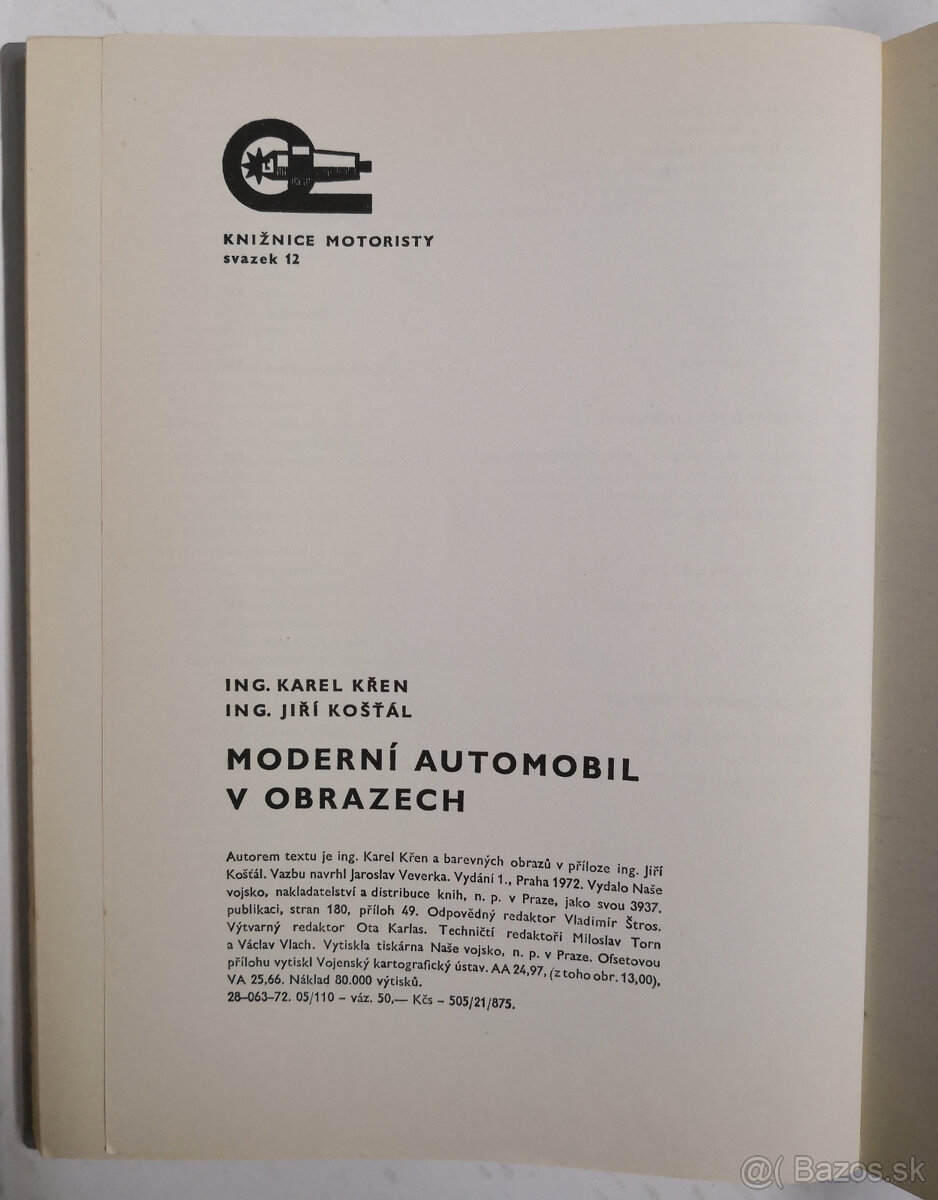 KNIŽNICE MOTORISTY
svazek 12
ING. KAREL KŘEN
ING. JIŘÍ KOŠŤÁL
MODERNÍ AUTOMOBIL
V OBRAZECH
Autorem textu je ing. Karel Křen a barevných obrazů v příloze ing. Jiří
Košťál. Vazbu navrhl Jaroslav Veverka. Vydání 1., Praha 1972. Vydalo Naše
vojsko, nakladatelství a distribuce knih, n. p. v Praze, jako svou 3937.
publikaci, stran 180, příloh 49. Odpovědný redaktor Vladimír Štros.
Výtvarný redaktor Ota Karlas. Techničtí redaktoři Miloslav Torn
a Václav Vlach. Vytiskla tiskárna Naše vojsko, n. p. v Praze. Ofsetovou
přílohu vytiskl Vojenský kartografický ústav. AA 24,97, (z toho obr. 13,00),
VA 25,66. Náklad 80.000 výtisků.
28–063–72. 05/110 – váz. 50,— Kčs – 505/21/875.
@( Bazos.sk